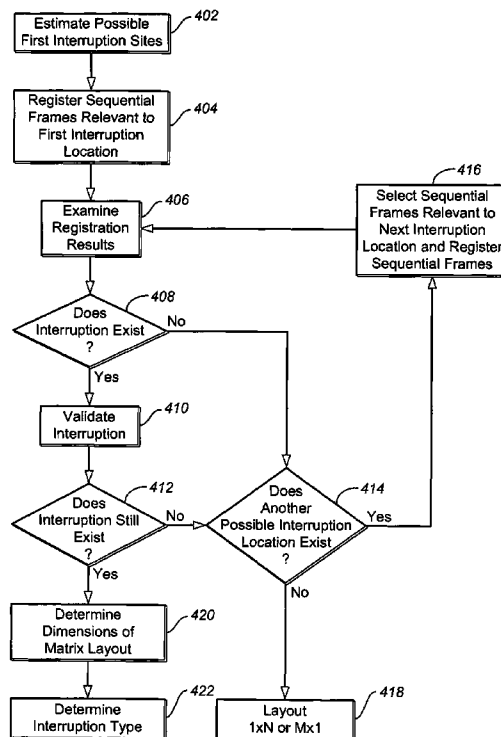 Estimate Possible
First Interruption Sites
402
Register Sequential
Frames Relevant to
First Interruption
Location
404
416
Select Sequential
Frames Relevant to
Next Interruption
Location and Register
Sequential Frames
Examine
Registration
Results
406
Does
Interruption Exist
?
408
No
Yes
Validate
Interruption
410
Does
Interruption Still
Exist
?
412
No
Yes
Does
Another
Possible Interruption
Location Exist
?
414
Yes
No
Determine
Dimensions of
Matrix Layout
420
Determine
Interruption Type
422
Layout
1xN or Mx1
418